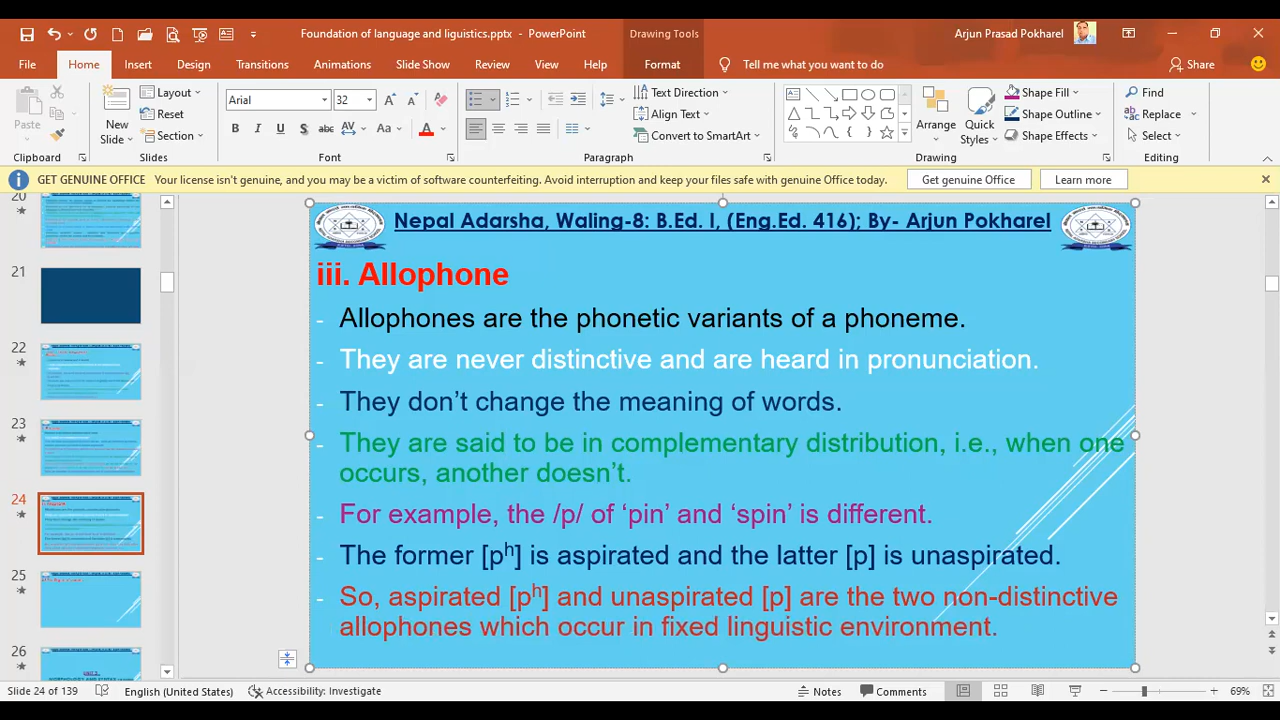 Foundation of language and liguistics.pptx - PowerPoint
Drawing Tools
Arjun Prasad Pokharel
File Home Insert Design Transitions Animations Slide Show Review View Help Format Tell me what you want to do Share
Paste
New Slide
Layout
Reset
Section
Arial 32
B I U S abc AV Aa A
Text Direction
Align Text
Convert to SmartArt
Arrange
Quick Styles
Shape Fill
Shape Outline
Shape Effects
Find
Replace
Select
Clipboard Slides Font Paragraph Drawing Editing
GET GENUINE OFFICE Your license isn't genuine, and you may be a victim of software counterfeiting. Avoid interruption and keep your files safe with genuine Office today. Get genuine Office Learn more
20
21
22
23
24
25
26
Nepal Adarsha, Waling-8: B.Ed. I, (Eng.Ed. 416); By- Arjun Pokharel
iii. Allophone
- Allophones are the phonetic variants of a phoneme.
- They are never distinctive and are heard in pronunciation.
- They don't change the meaning of words.
- They are said to be in complementary distribution, i.e., when one
occurs, another doesn't.
- For example, the /p/ of 'pin' and 'spin' is different.
- The former [pʰ] is aspirated and the latter [p] is unaspirated.
- So, aspirated [pʰ] and unaspirated [p] are the two non-distinctive
allophones which occur in fixed linguistic environment.
Slide 24 of 139 English (United States) Accessibility: Investigate Notes Comments 69%